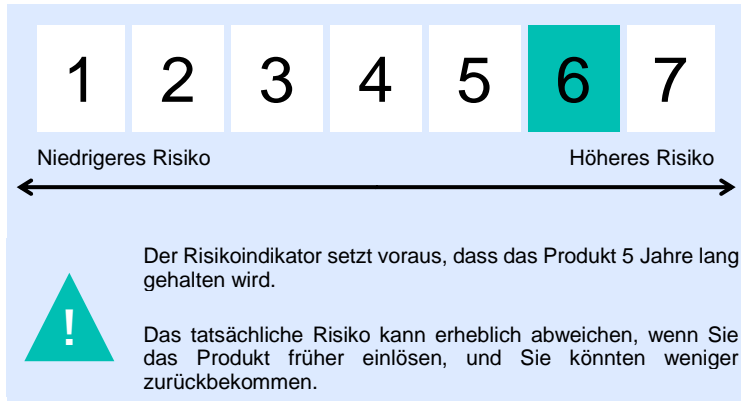 1 2 3 4 5 6 7
Niedrigeres Risiko Höheres Risiko
Der Risikoindikator setzt voraus, dass das Produkt 5 Jahre lang
gehalten wird.
!
Das tatsächliche Risiko kann erheblich abweichen, wenn Sie
das Produkt früher einlösen, und Sie könnten weniger
zurückbekommen.